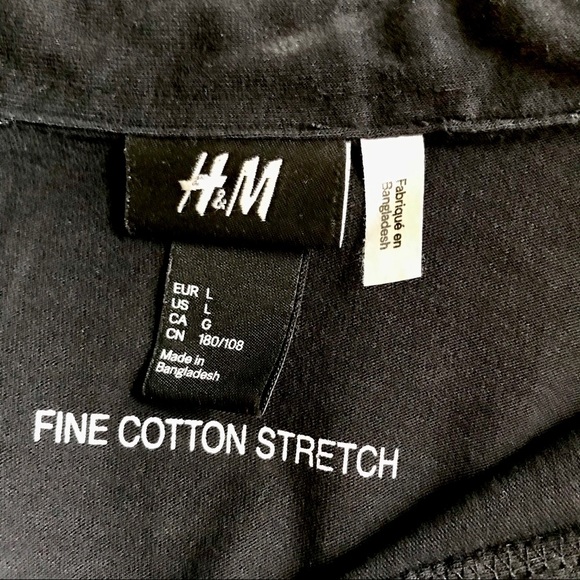 H&M
Fabriqué en
Bangladesh
EUR L
US L
CA G
CN 180/108
Made in
Bangladesh
FINE COTTON STRETCH